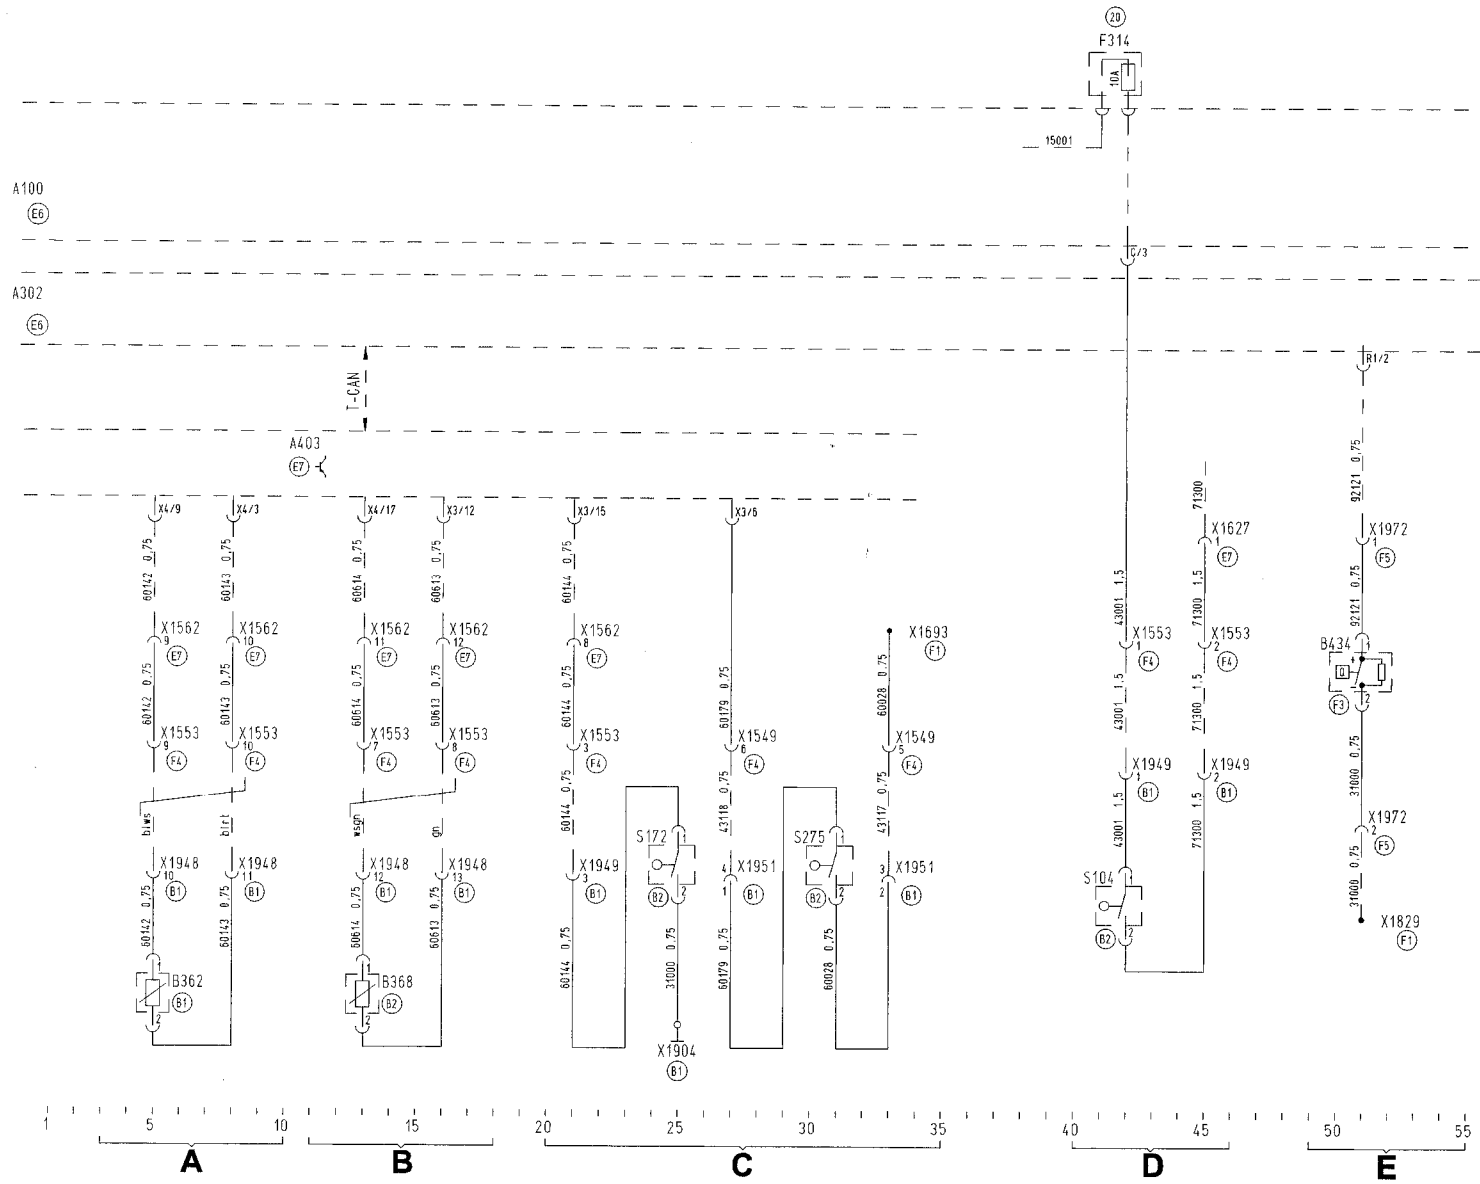 20
F314
10A
15001
A100
E6
C/3
A302
E6
R1/2
T-CAN
A403
E7
X4/9 X4/3 X4/17 X3/12 X3/15 X3/6
60142 0,75
60143 0,75
60614 0,75
60613 0,75
60144 0,75
43001 1,5
71300
92121 0,75
X1627
1
E7
X1972
1
F5
X1562
9
E7
X1562
10
E7
X1562
11
E7
X1562
12
E7
X1562
8
E7
X1693
F1
X1553
1
F4
X1553
2
F4
71300 1,5
92121 0,75
B434
1
Q
2
F3
60142 0,75
60143 0,75
60614 0,75
60613 0,75
60144 0,75
60179 0,75
60028 0,75
43001 1,5
71300 1,5
X1553
9
F4
X1553
10
F4
X1553
7
F4
X1553
8
F4
X1553
3
F4
X1549
6
F4
X1549
5
F4
X1949
1
B1
X1949
2
B1
31000 0,75
blws
blrt
wsgn
gn
60144 0,75
S172
1
2
B2
43118 0,75
S275
1
2
B2
43117 0,75
43001 1,5
71300 1,5
X1972
2
F5
X1948
10
B1
X1948
11
B1
X1948
12
B1
X1948
13
B1
X1949
3
B1
4
X1951
1
B1
3
X1951
2
B1
S104
1
2
B2
31000 0,75
X1829
F1
60142 0,75
60143 0,75
60614 0,75
60613 0,75
60144 0,75
31000 0,75
60179 0,75
60028 0,75
1
B362
B1
2
1
B368
B2
2
X1904
B1
1 5 10 15 20 25 30 35 40 45 50 55
A B C D E